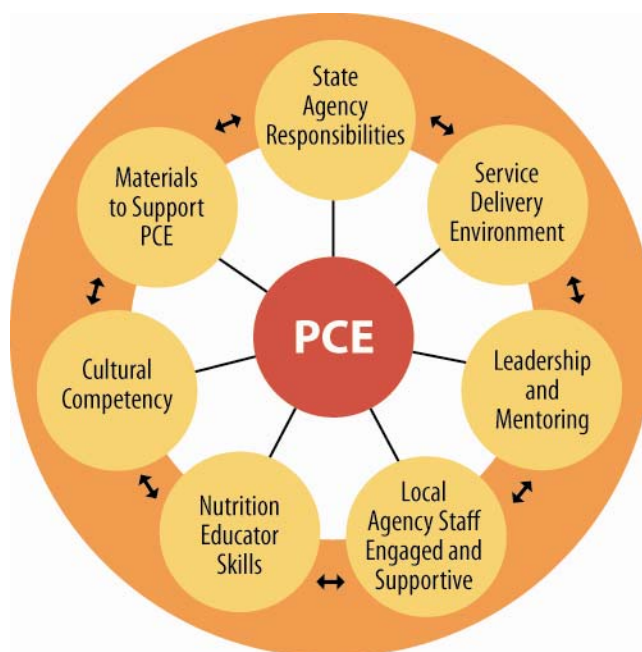 State
Agency
Responsibilities
Service
Delivery
Environment
Leadership
and
Mentoring
Local
Agency Staff
Engaged and
Supportive
Nutrition
Educator
Skills
Cultural
Competency
Materials
to Support
PCE
PCE